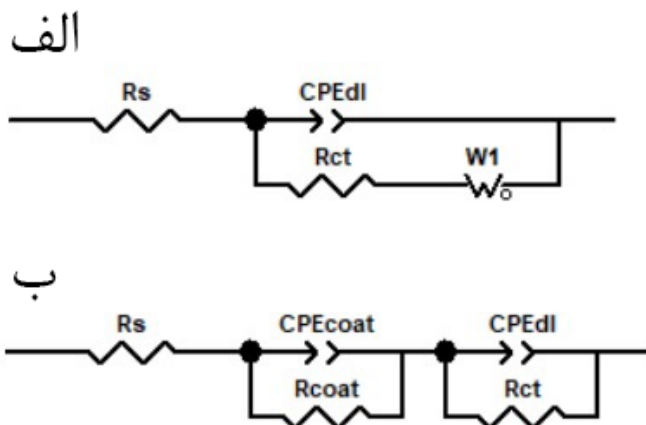 الف
Rs CPEdl
Rct W1
ب
Rs CPEcoat CPEdl
Rcoat Rct